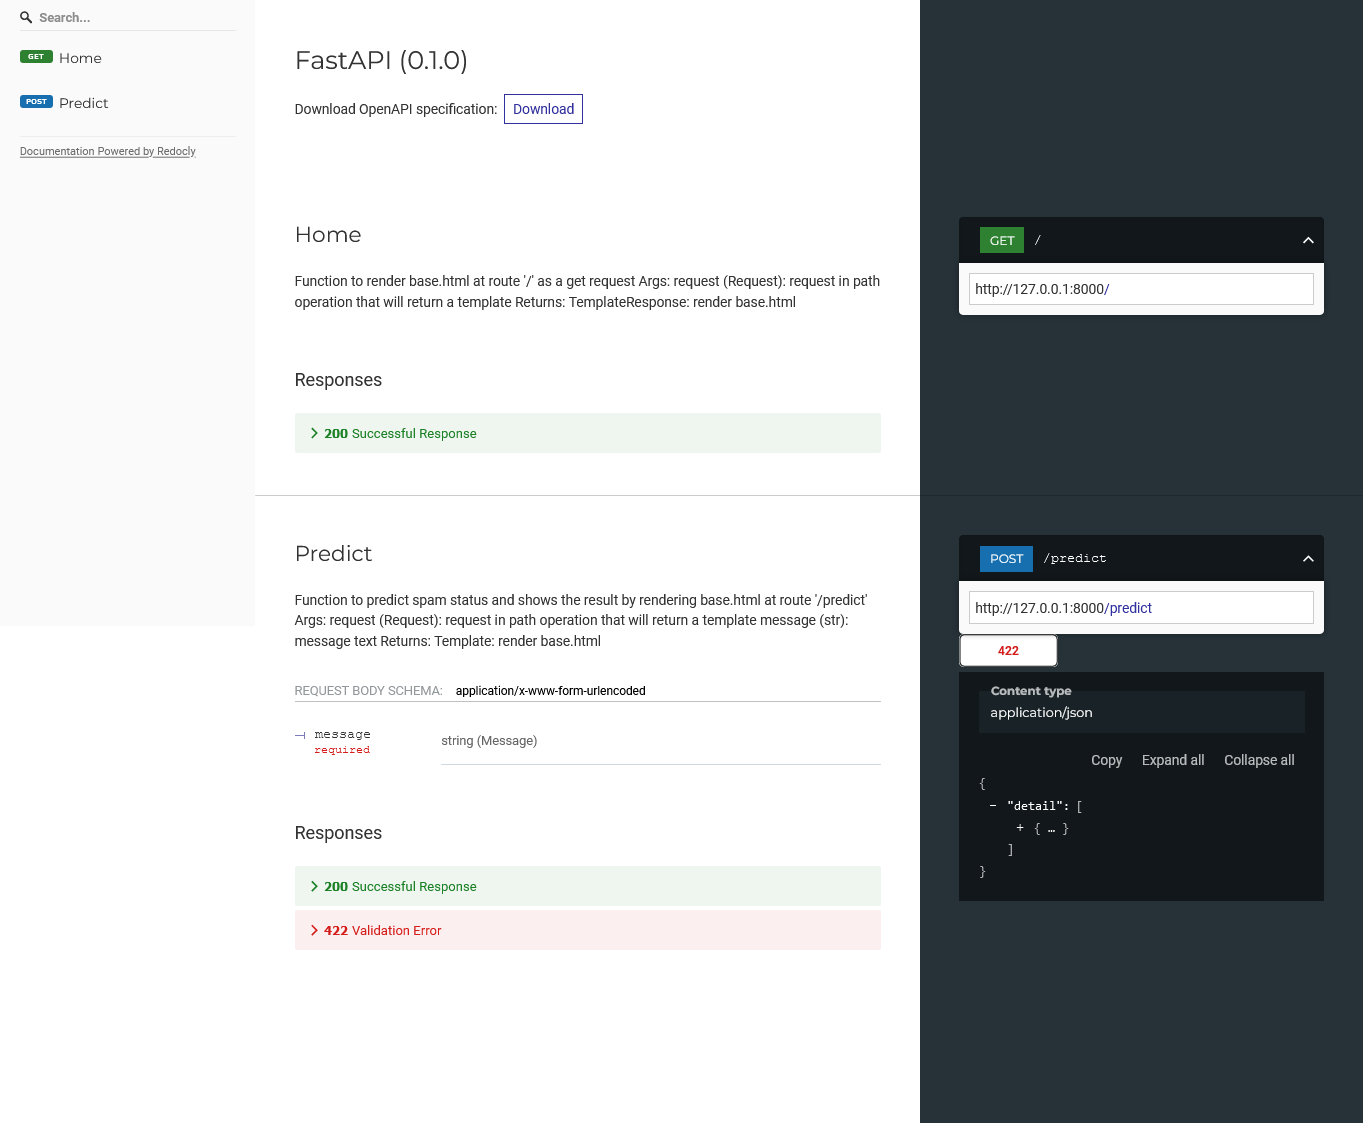 Search...
GET Home
POST Predict
Documentation Powered by Redocly
FastAPI (0.1.0)
Download OpenAPI specification: Download
Home
Function to render base.html at route '/' as a get request Args: request (Request): request in path
operation that will return a template Returns: TemplateResponse: render base.html
Responses
200 Successful Response
GET /
http://127.0.0.1:8000/
Predict
Function to predict spam status and shows the result by rendering base.html at route '/predict'
Args: request (Request): request in path operation that will return a template message (str):
message text Returns: Template: render base.html
REQUEST BODY SCHEMA: application/x-www-form-urlencoded
message
required
string (Message)
Responses
200 Successful Response
422 Validation Error
POST /predict
http://127.0.0.1:8000/predict
422
Content type
application/json
Copy Expand all Collapse all
{
- "detail": [
+ { … }
]
}